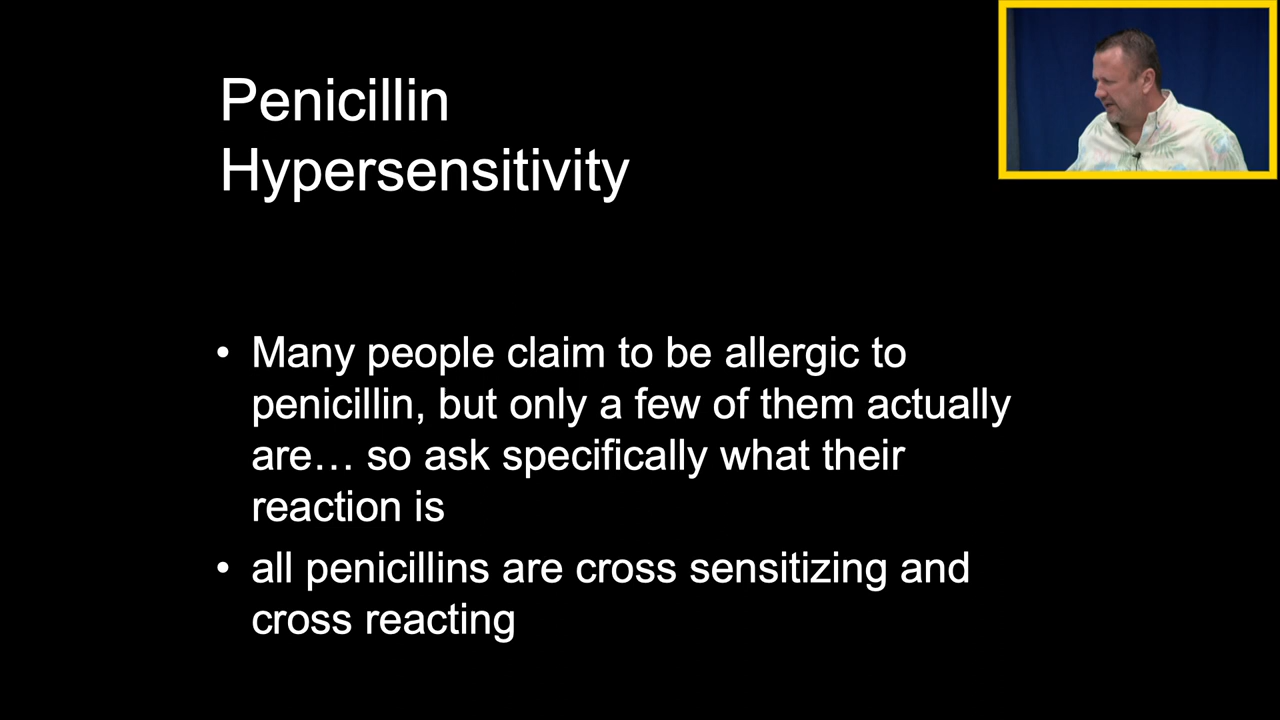 Penicillin
Hypersensitivity
• Many people claim to be allergic to
penicillin, but only a few of them actually
are… so ask specifically what their
reaction is
• all penicillins are cross sensitizing and
cross reacting